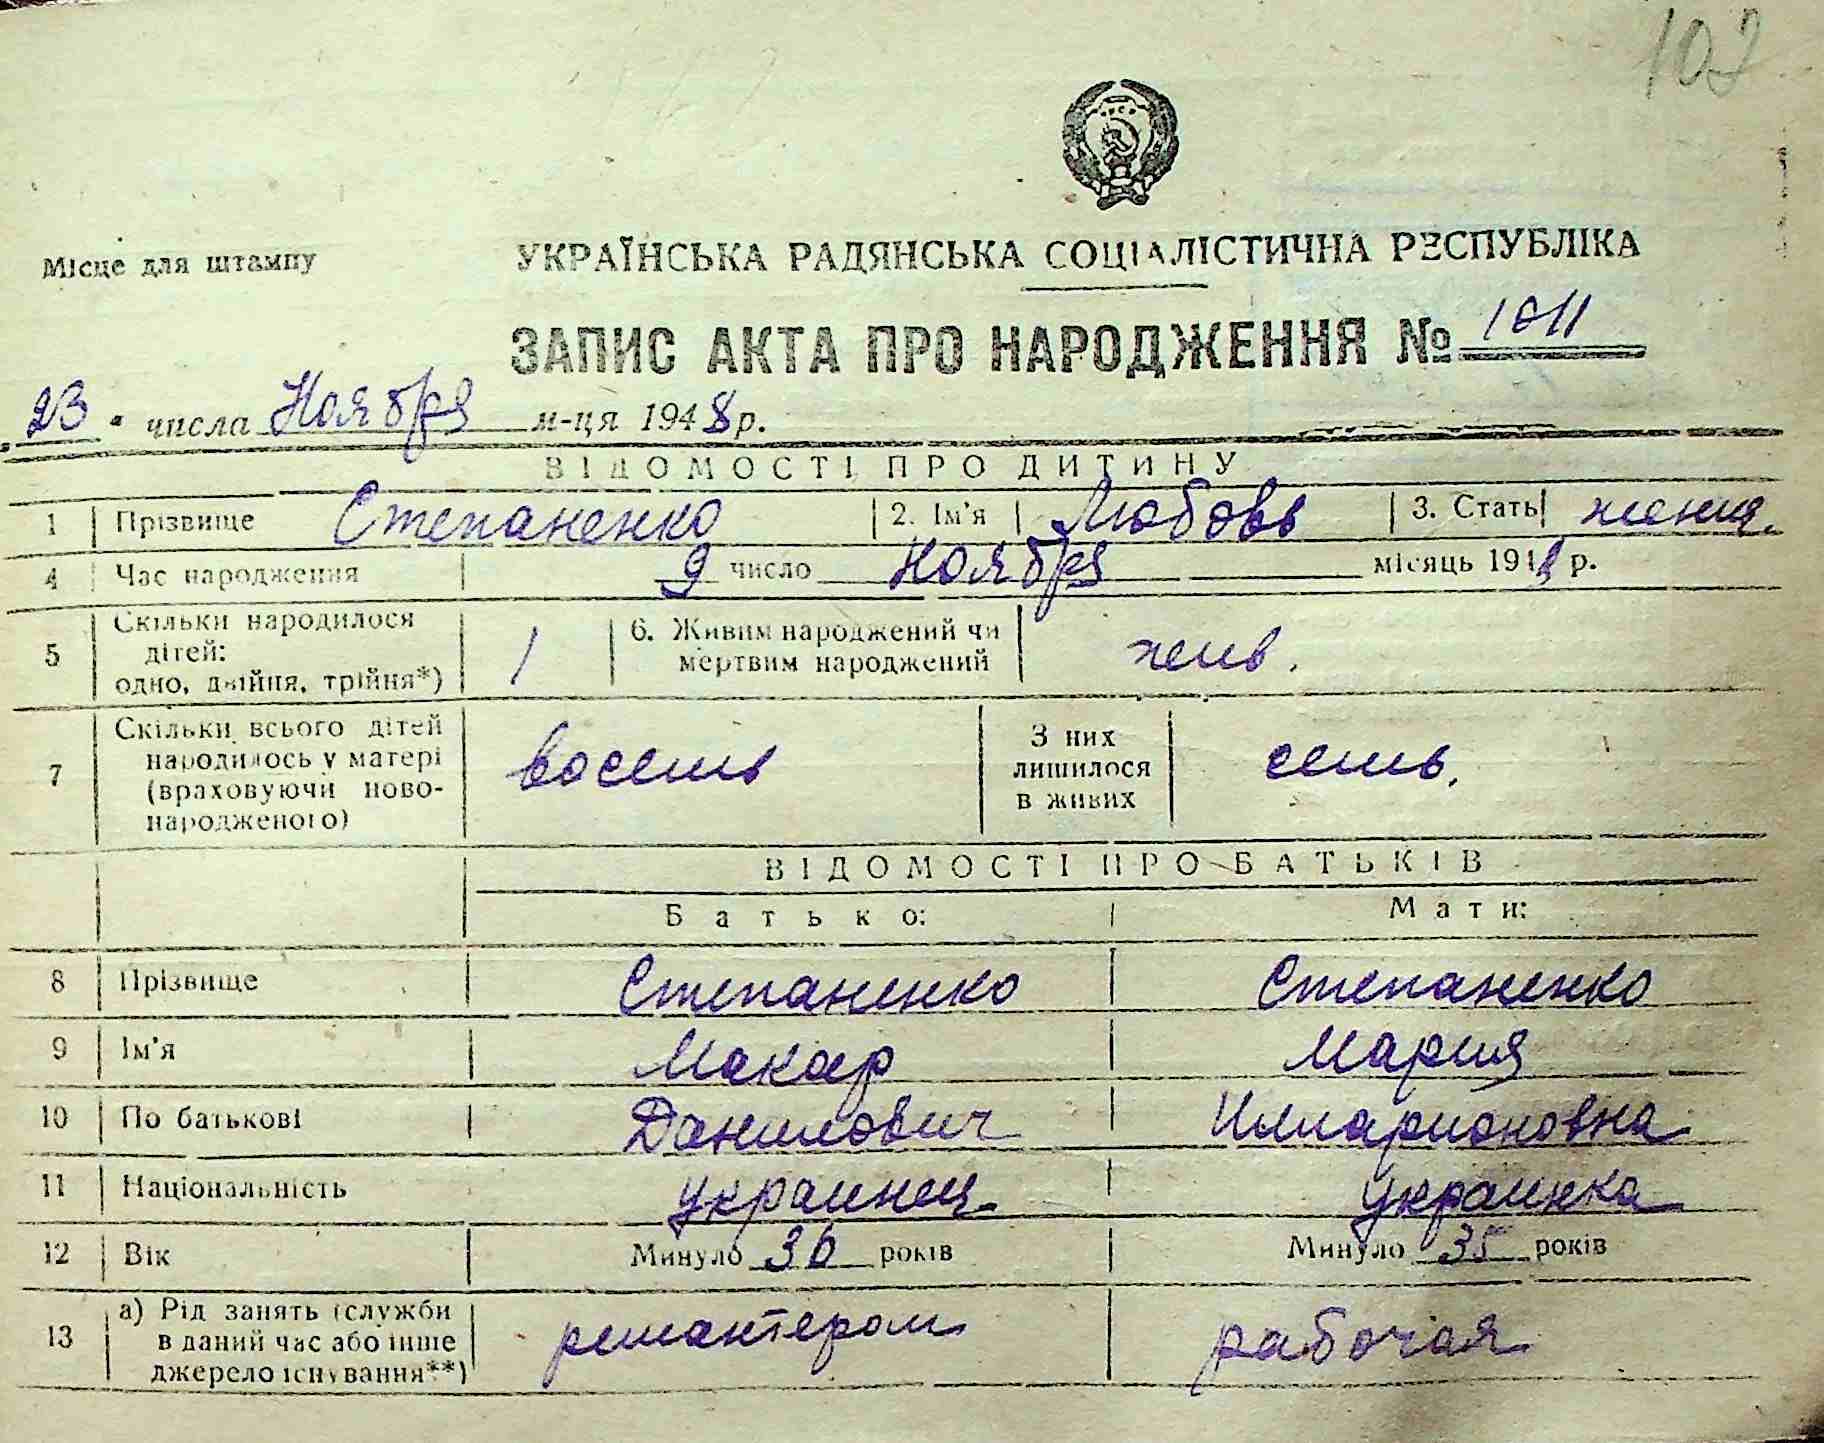 102
Місце для штампу
УКРАЇНСЬКА РАДЯНСЬКА СОЦІАЛІСТИЧНА РЕСПУБЛІКА
ЗАПИС АКТА ПРО НАРОДЖЕННЯ № 1011
"23" числа Ноября м-ця 1948 р.
ВІДОМОСТІ ПРО ДИТИНУ
1 Прізвище Степаненко 2. Ім'я Любовь 3. Стать женск.
4 Час народження 9 число Ноября місяць 1948 р.
5 Скільки народилося дітей: одно, двійня, трійня*) 1 6. Живим народжений чи мертвим народжений жив.
7 Скільки всього дітей народилось у матері (враховуючи ново-народженого) восемь З них лишилося в живих семь.
ВІДОМОСТІ ПРО БАТЬКІВ
Батько: Мати:
8 Прізвище Степаненко Степаненко
9 Ім'я Макар Мария
10 По батькові Данилович Илларионовна
11 Національність украинец украинка
12 Вік Минуло 36 років Минуло 35 років
13 а) Рід занять (служби в даний час або інше джерело існування**) ремантером рабочая